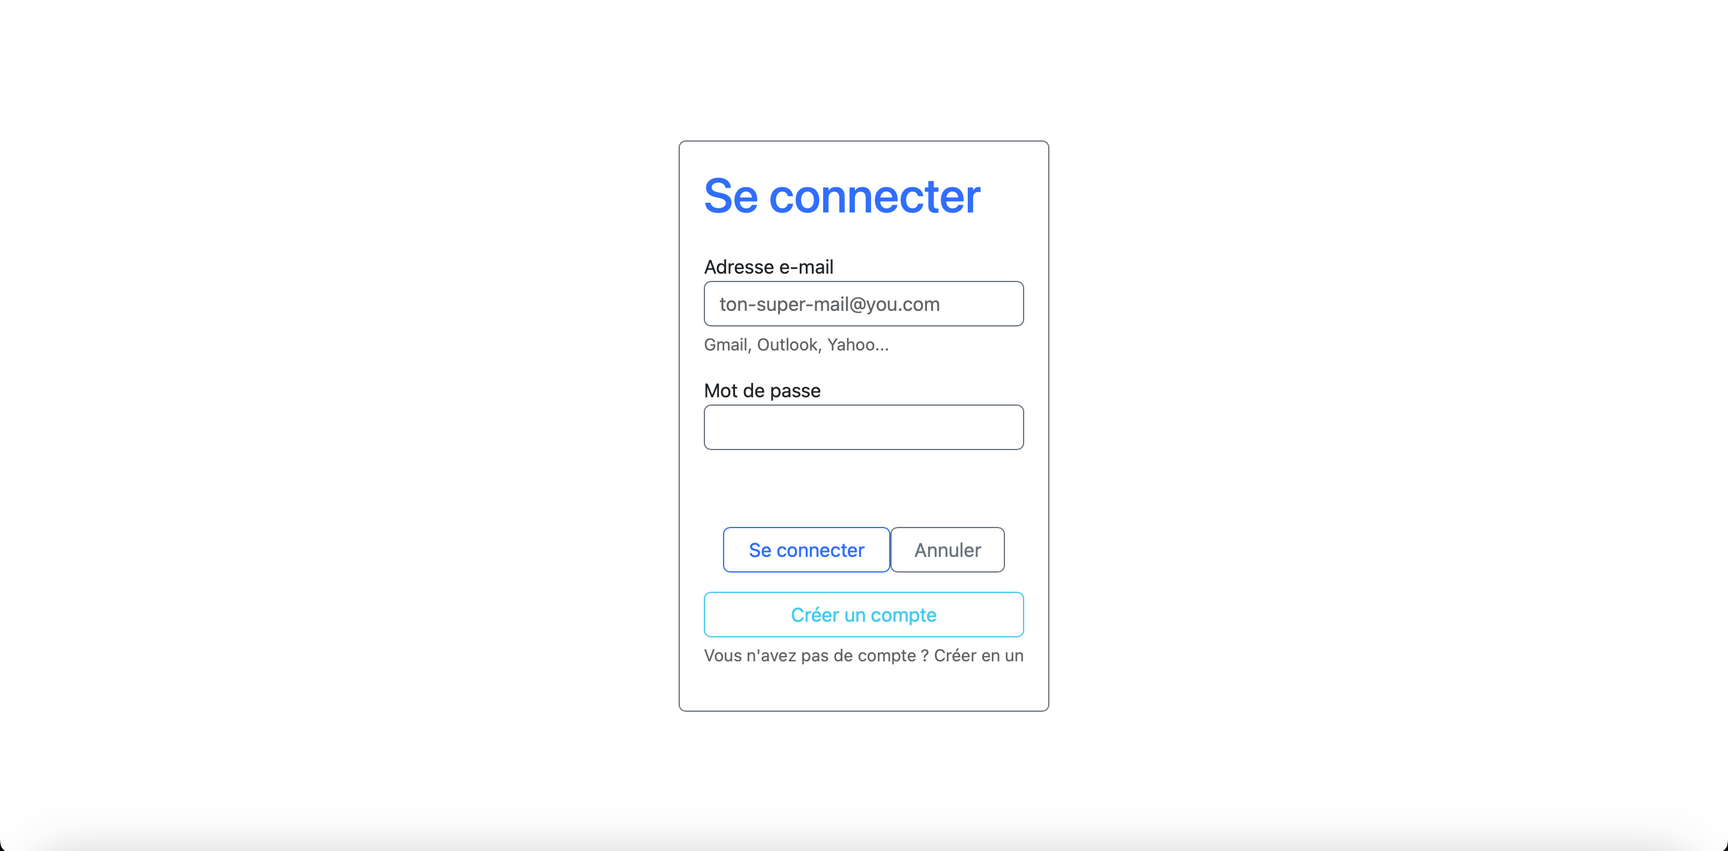 Se connecter
Adresse e-mail
ton-super-mail@you.com
Gmail, Outlook, Yahoo...
Mot de passe
Se connecter Annuler
Créer un compte
Vous n'avez pas de compte ? Créer en un